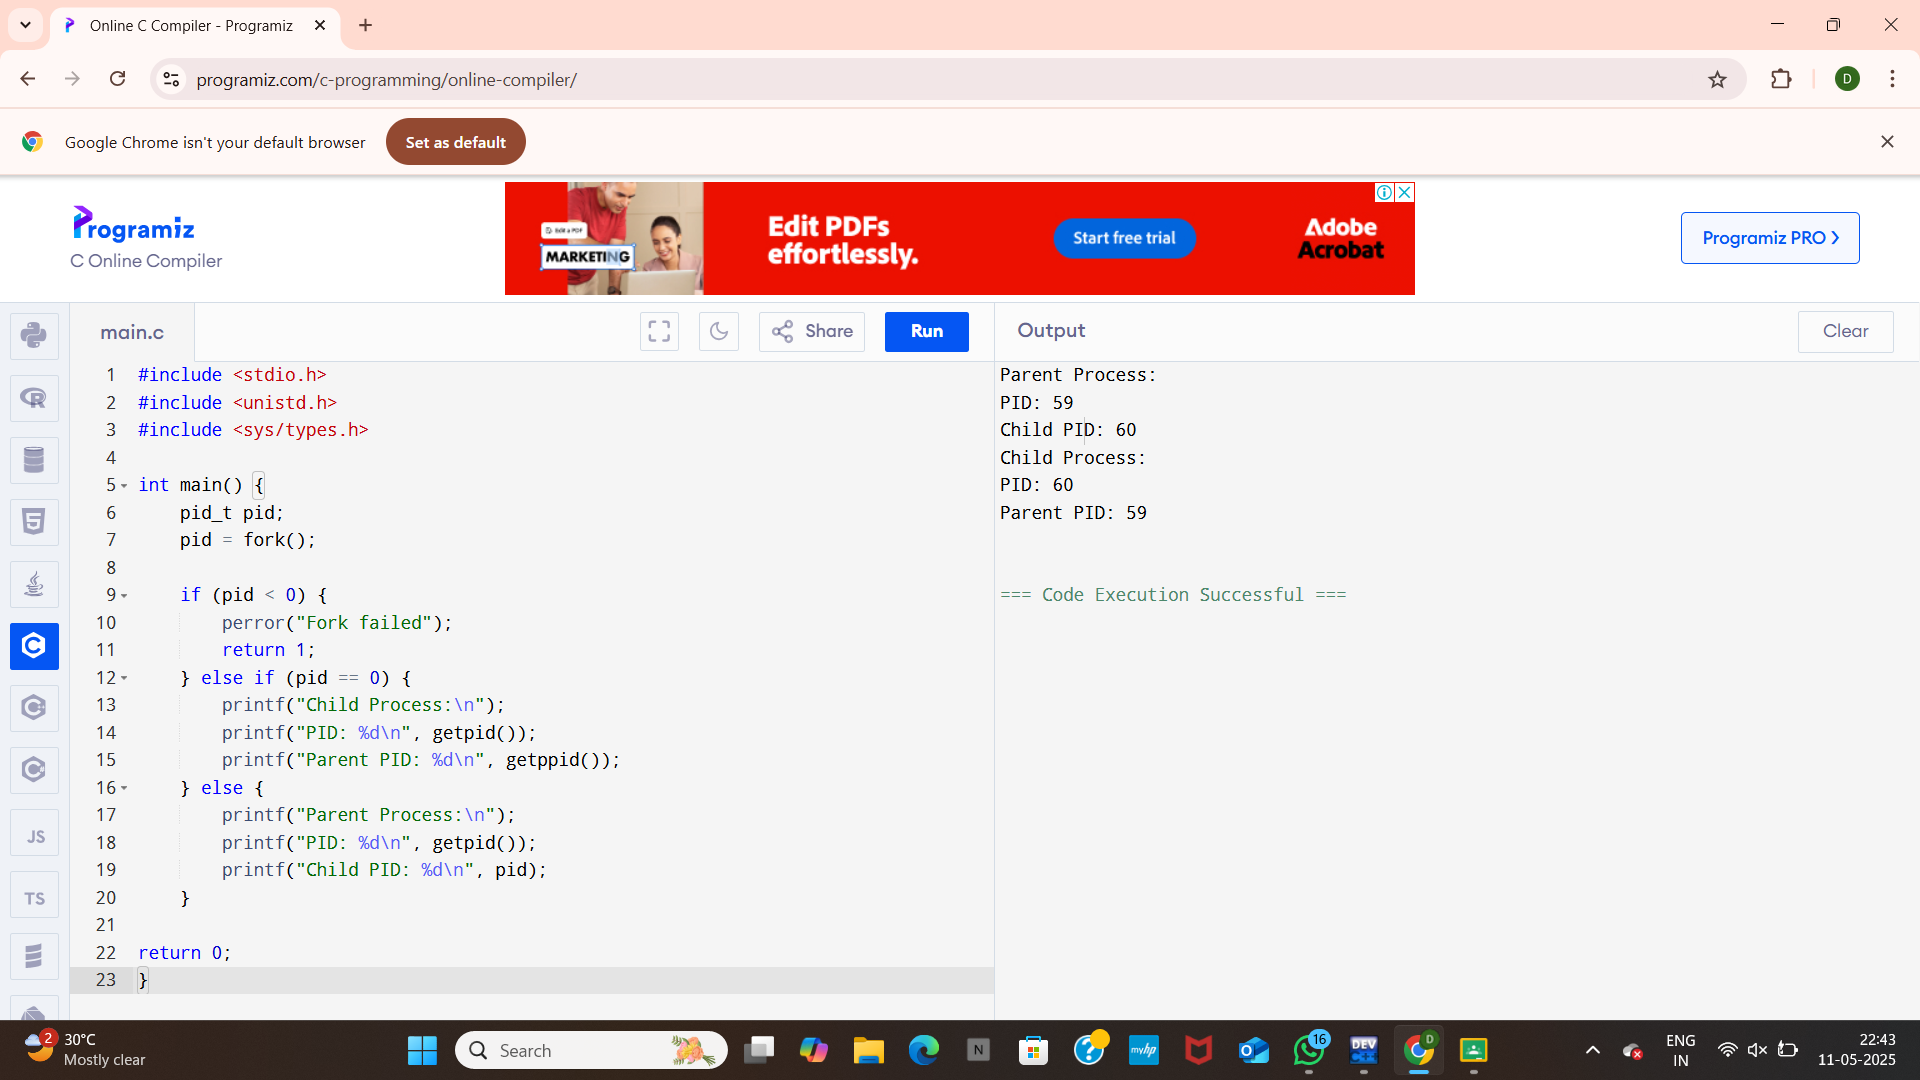 Online C Compiler - Programiz
programiz.com/c-programming/online-compiler/
D
Google Chrome isn't your default browser
Set as default
Programiz
C Online Compiler
MARKETING
Edit PDFs
effortlessly.
Start free trial
Adobe
Acrobat
Programiz PRO
main.c
Share
Run
Output
Clear
1 #include <stdio.h>
2 #include <unistd.h>
3 #include <sys/types.h>
4
5 int main() {
6 pid_t pid;
7 pid = fork();
8
9 if (pid < 0) {
10 perror("Fork failed");
11 return 1;
12 } else if (pid == 0) {
13 printf("Child Process:\n");
14 printf("PID: %d\n", getpid());
15 printf("Parent PID: %d\n", getppid());
16 } else {
17 printf("Parent Process:\n");
18 printf("PID: %d\n", getpid());
19 printf("Child PID: %d\n", pid);
20 }
21
22 return 0;
23 }
Parent Process:
PID: 59
Child PID: 60
Child Process:
PID: 60
Parent PID: 59
=== Code Execution Successful ===
JS
TS
2
30°C
Mostly clear
Search
N
myhp
16
DEV
D
ENG
IN
22:43
11-05-2025